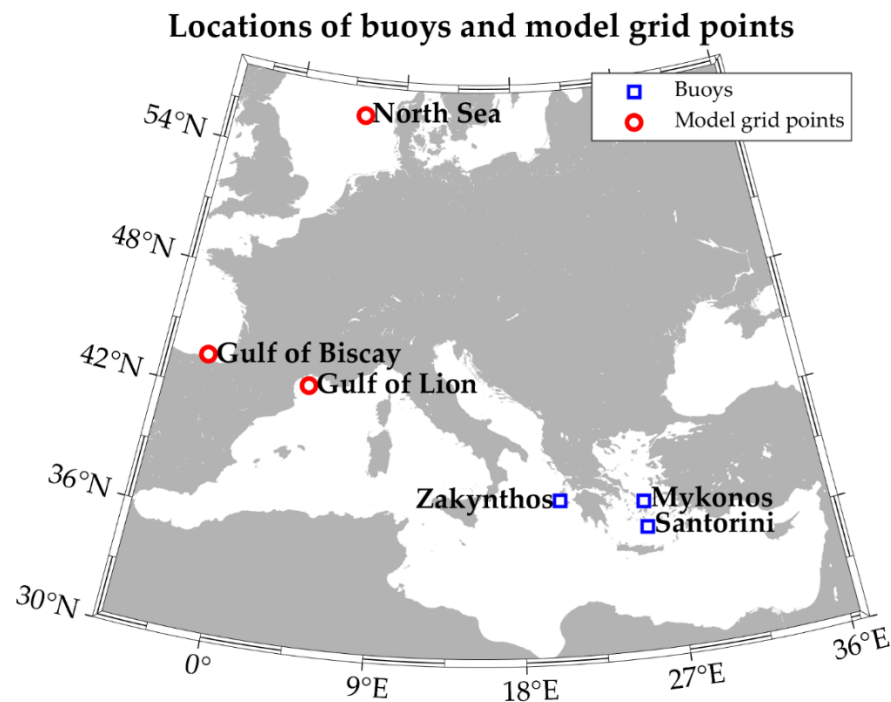 Locations of buoys and model grid points
Buoys
Model grid points
54°N
North Sea
48°N
42°N
Gulf of Biscay
Gulf of Lion
36°N
Zakynthos
Mykonos
Santorini
30°N
0°
9°E
18°E
27°E
36°E